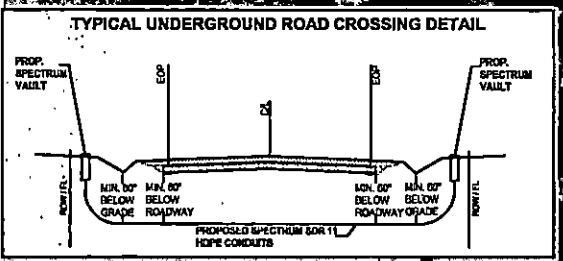 TYPICAL UNDERGROUND ROAD CROSSING DETAIL
PROP.
SPECTRUM
VAULT
EOP
C/L
EOP
PROP.
SPECTRUM
VAULT
ROW/FL
MIN. 60"
BELOW
GRADE
MIN. 60"
BELOW
ROADWAY
MIN. 60"
BELOW
ROADWAY
MIN. 60"
BELOW
GRADE
ROW/FL
PROPOSED SPECTRUM SDR 11
HDPE CONDUITS